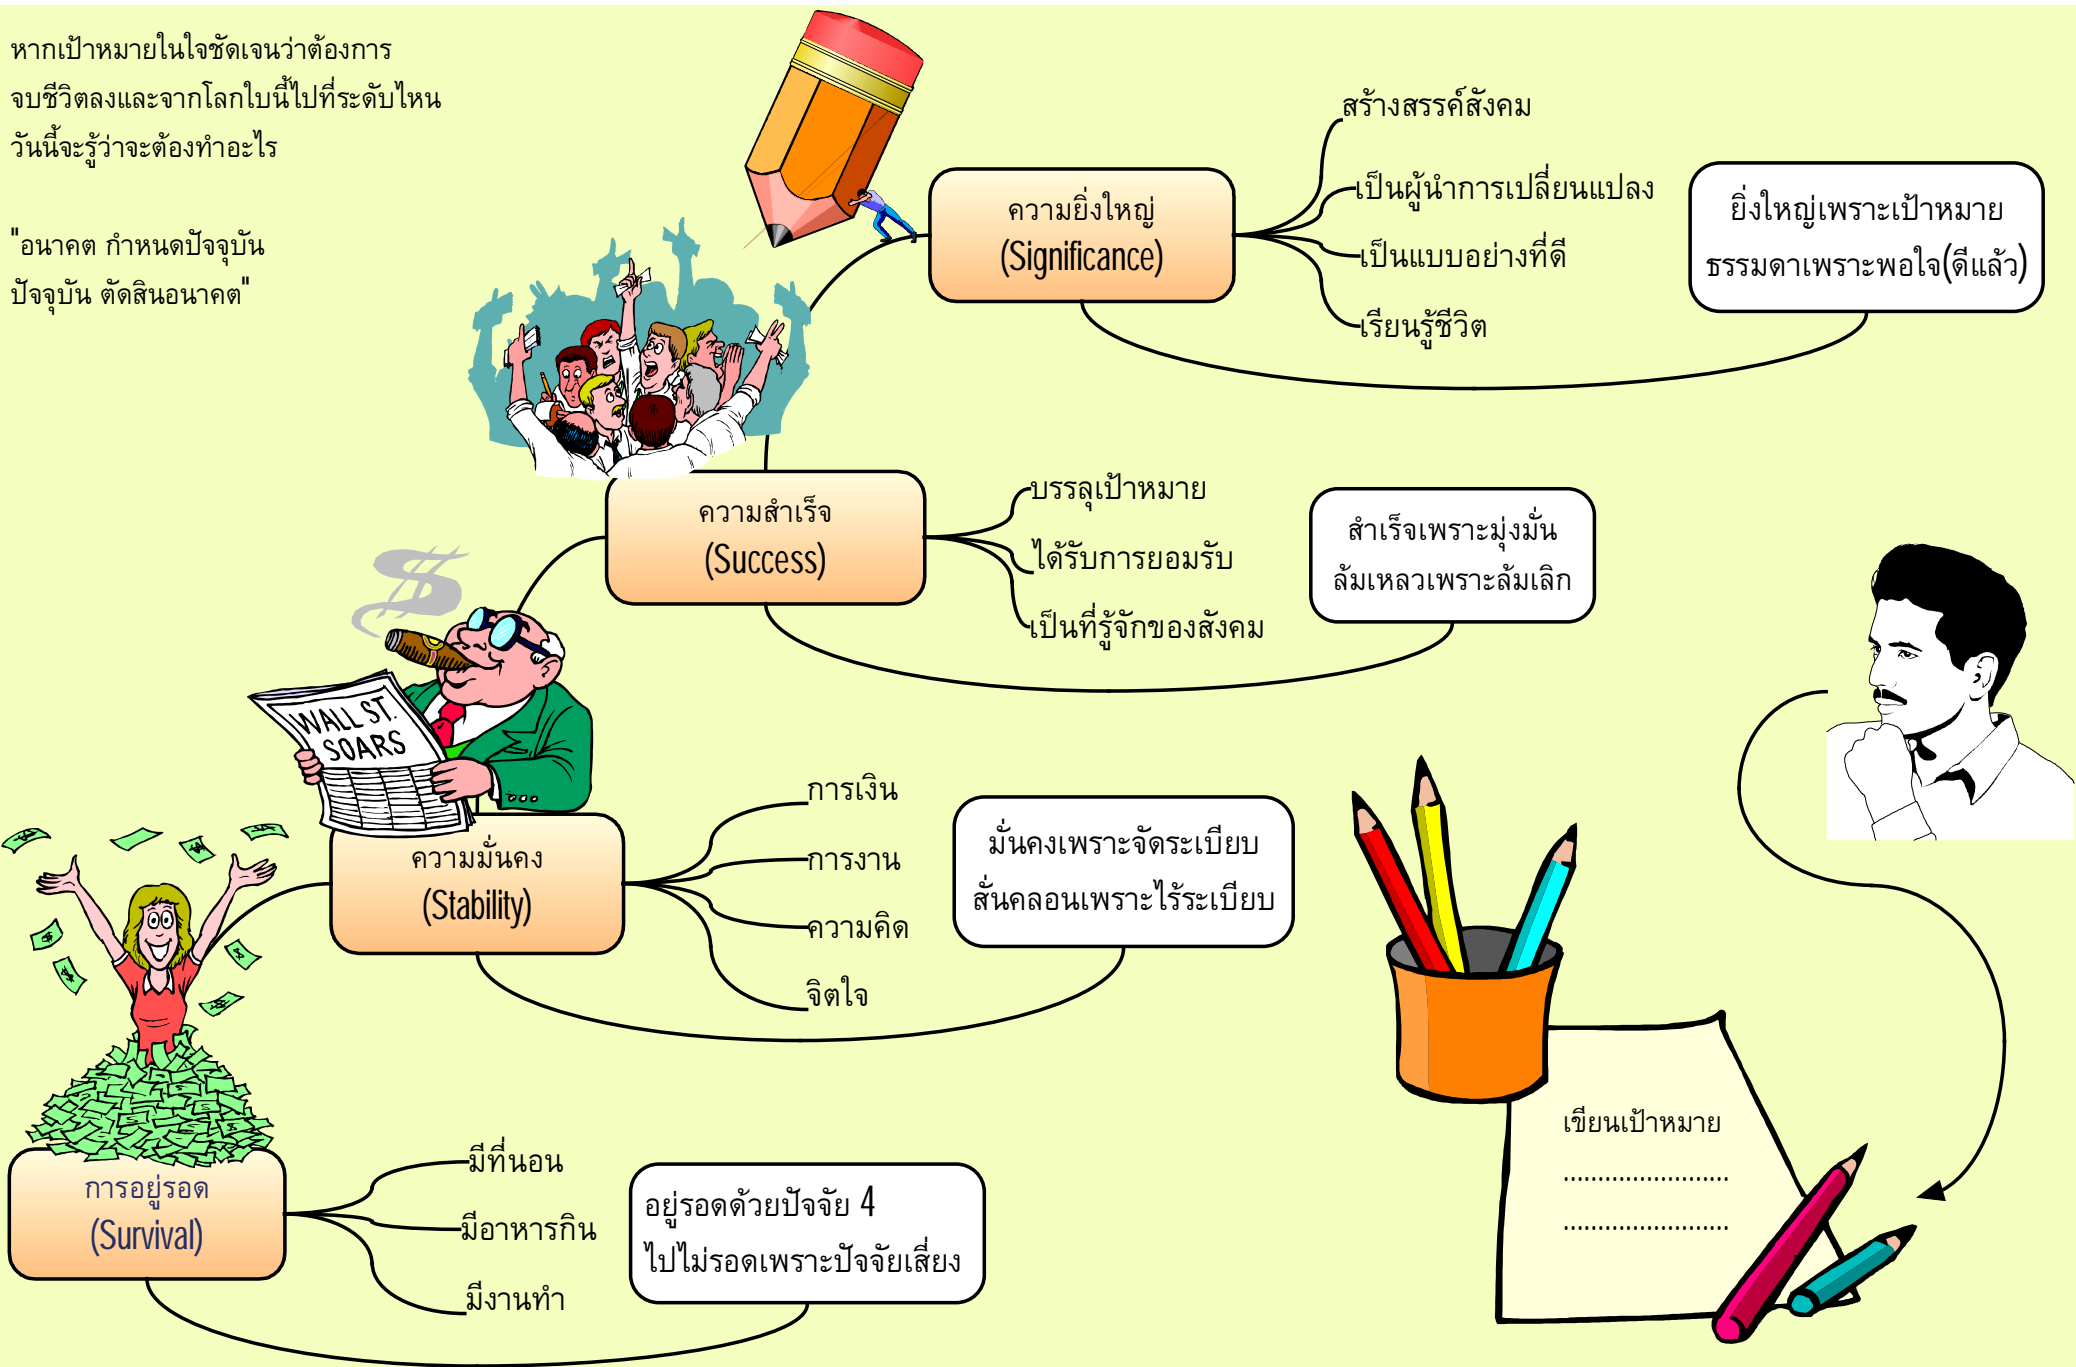 หากเป้าหมายในใจชัดเจนว่าต้องการ
จบชีวิตลงและจากโลกใบนี้ไปที่ระดับไหน
วันนี้จะรู้ว่าจะต้องทำอะไร
"อนาคต กำหนดปัจจุบัน
ปัจจุบัน ตัดสินอนาคต"
ความยิ่งใหญ่
(Significance)
สร้างสรรค์สังคม
เป็นผู้นำการเปลี่ยนแปลง
เป็นแบบอย่างที่ดี
เรียนรู้ชีวิต
ยิ่งใหญ่เพราะเป้าหมาย
ธรรมดาเพราะพอใจ(ดีแล้ว)
ความสำเร็จ
(Success)
บรรลุเป้าหมาย
ได้รับการยอมรับ
เป็นที่รู้จักของสังคม
สำเร็จเพราะมุ่งมั่น
ล้มเหลวเพราะล้มเลิก
WALL ST.
SOARS
ความมั่นคง
(Stability)
การเงิน
การงาน
ความคิด
จิตใจ
มั่นคงเพราะจัดระเบียบ
สั่นคลอนเพราะไร้ระเบียบ
การอยู่รอด
(Survival)
มีที่นอน
มีอาหารกิน
มีงานทำ
อยู่รอดด้วยปัจจัย 4
ไปไม่รอดเพราะปัจจัยเสี่ยง
เขียนเป้าหมาย
........................
........................